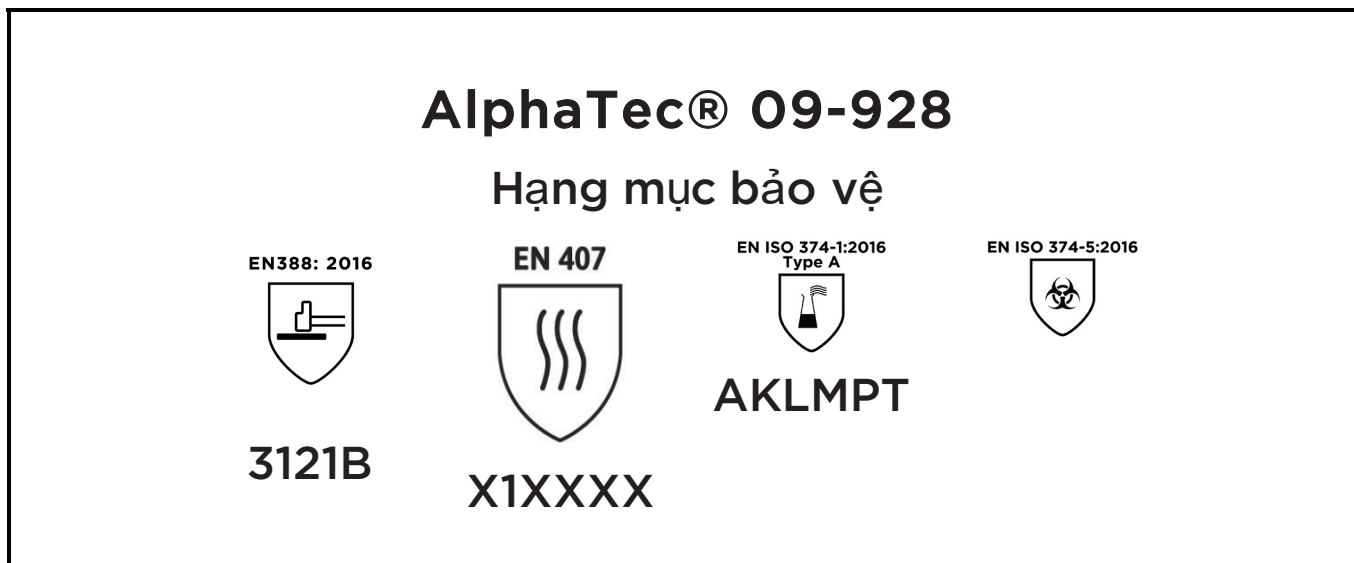 AlphaTec® 09-928
Hạng mục bảo vệ
EN388: 2016
3121B
EN 407
X1XXXX
EN ISO 374-1:2016
Type A
AKLMPT
EN ISO 374-5:2016